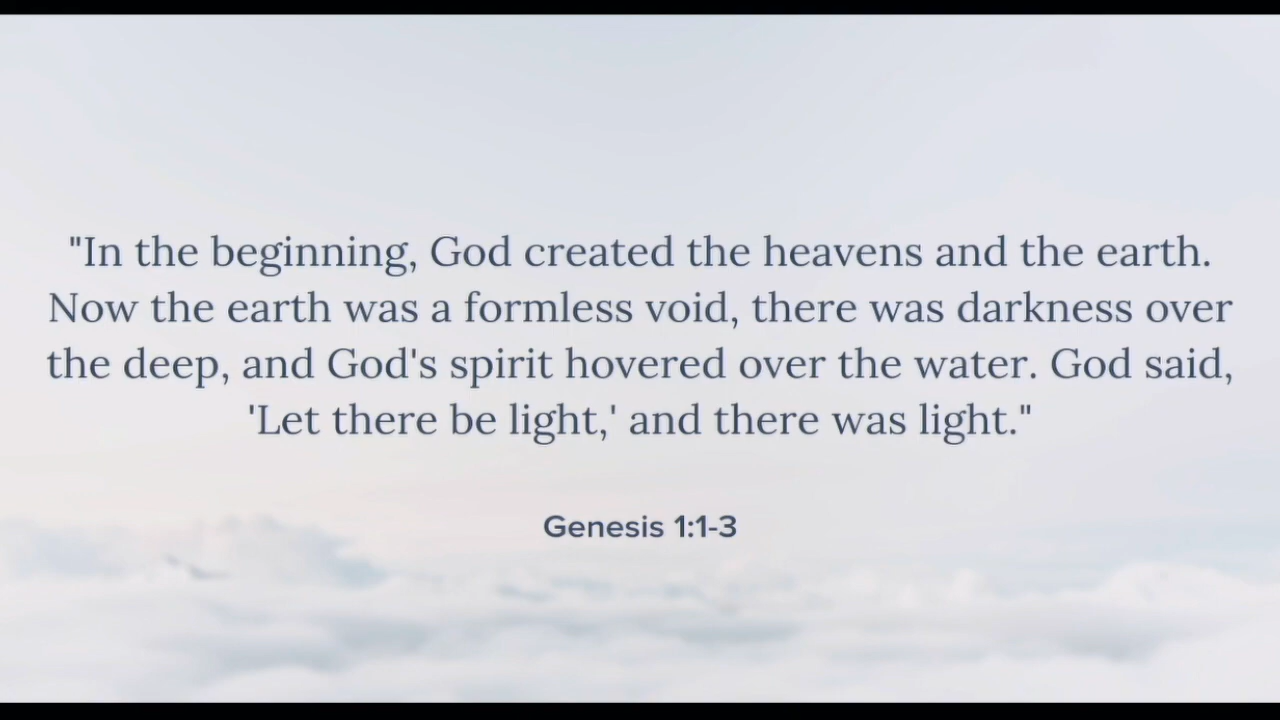 "In the beginning, God created the heavens and the earth.
Now the earth was a formless void, there was darkness over
the deep, and God's spirit hovered over the water. God said,
'Let there be light,' and there was light."
Genesis 1:1-3